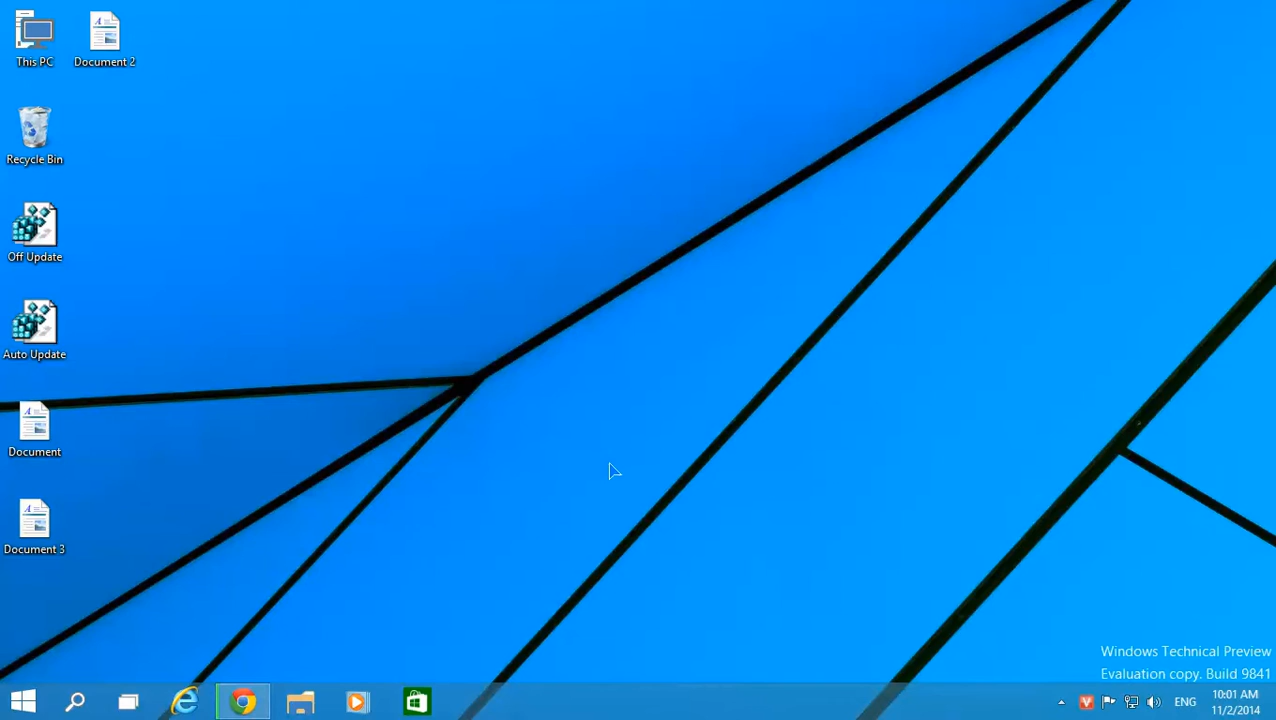 This PC
Document 2
Recycle Bin
Off Update
Auto Update
Document
Document 3
Windows Technical Preview
Evaluation copy. Build 9841
ENG
10:01 AM
11/2/2014